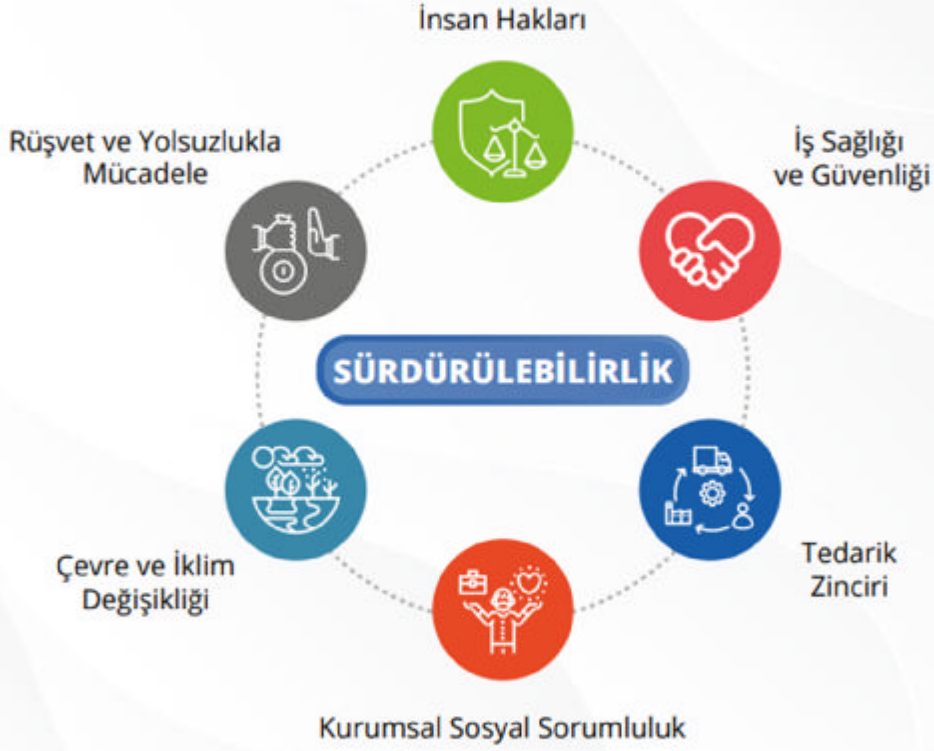 İnsan Hakları
Rüşvet ve Yolsuzlukla
Mücadele
İş Sağlığı
ve Güvenliği
SÜRDÜRÜLEBİLİRLİK
Çevre ve İklim
Değişikliği
Tedarik
Zinciri
Kurumsal Sosyal Sorumluluk